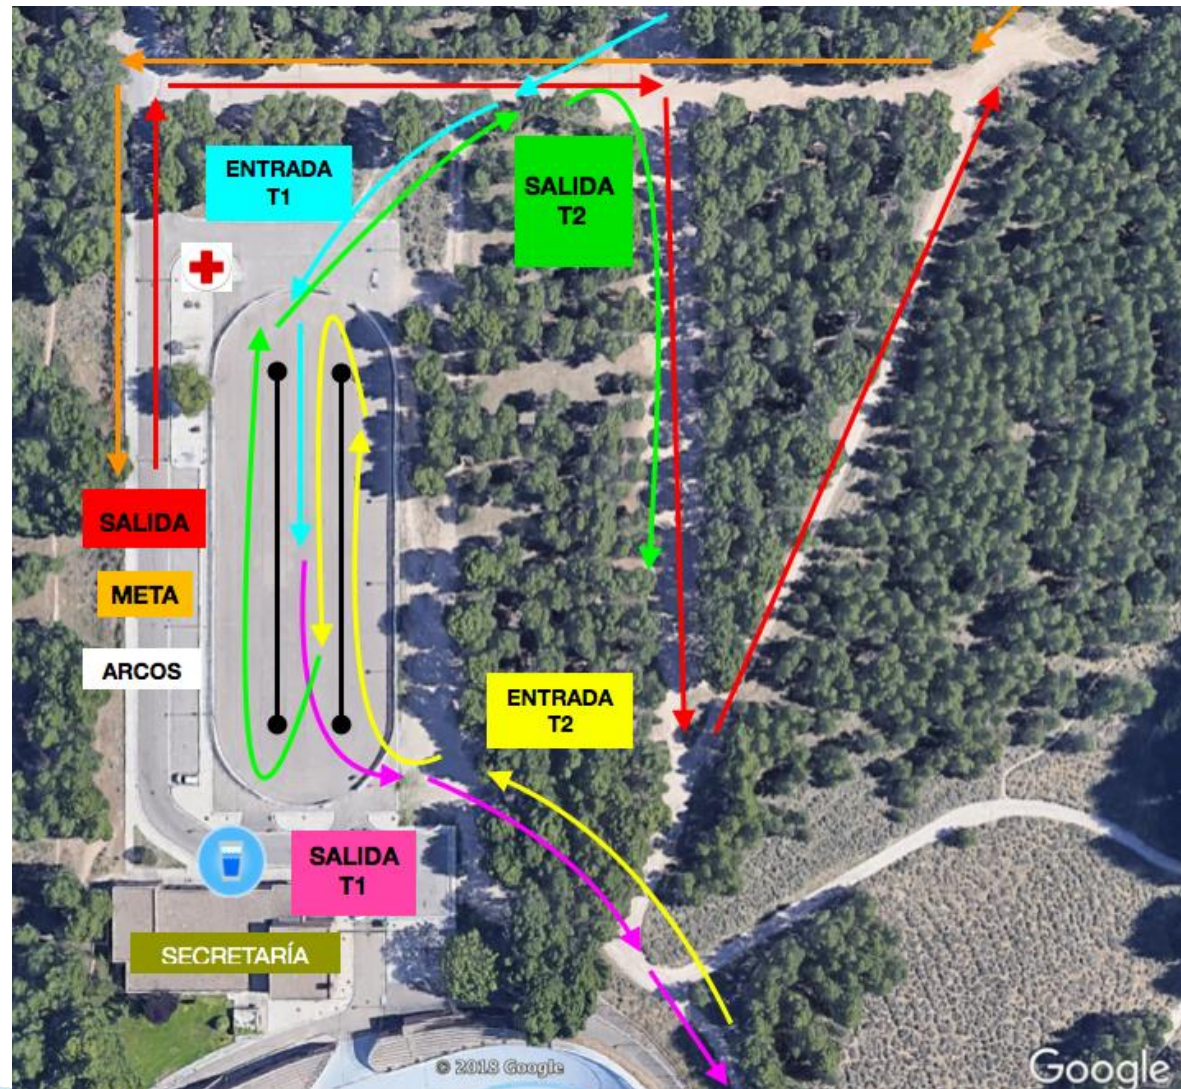 ENTRADA
T1
SALIDA
T2
SALIDA
META
ARCOS
ENTRADA
T2
SALIDA
T1
SECRETARÍA
© 2018 Google
Google